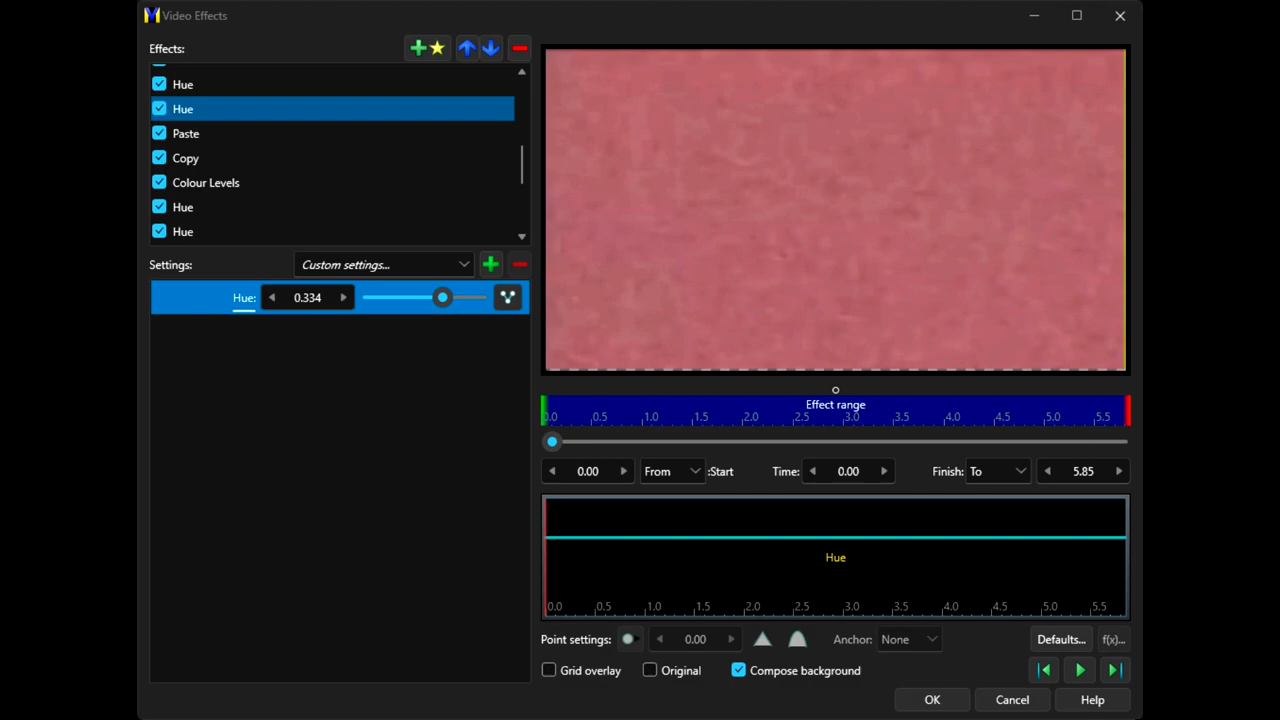 Video Effects
Effects:
Hue
Hue
Paste
Copy
Colour Levels
Hue
Hue
Settings: Custom settings...
Hue: 0.334
Effect range
0.0 0.5 1.0 1.5 2.0 2.5 3.0 3.5 4.0 4.5 5.0 5.5
0.00 From :Start Time: 0.00 Finish: To 5.85
Hue
0.0 0.5 1.0 1.5 2.0 2.5 3.0 3.5 4.0 4.5 5.0 5.5
Point settings: 0.00 Anchor: None Defaults... f(x)...
Grid overlay Original Compose background
OK Cancel Help